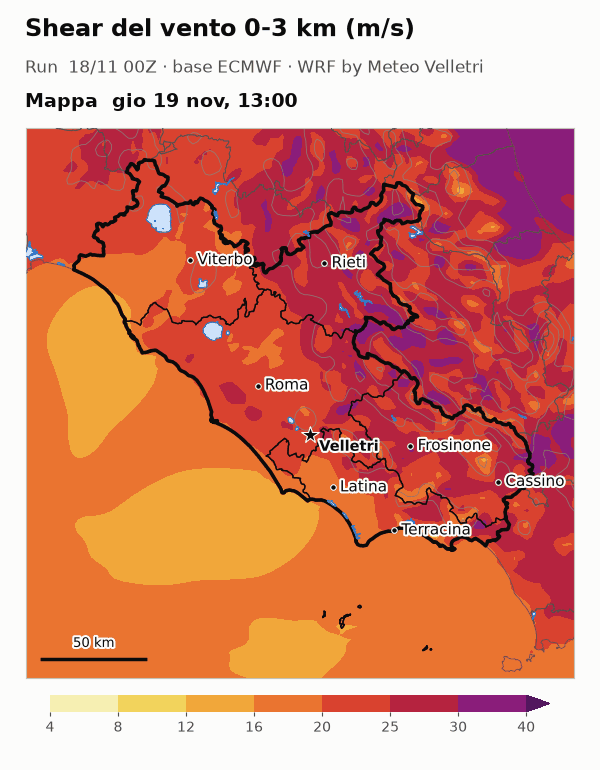 Shear del vento 0-3 km (m/s)
Run  18/11 00Z · base ECMWF · WRF by Meteo Velletri
Mappa  gio 19 nov, 13:00
Viterbo
Rieti
Roma
Velletri
Frosinone
Latina
Cassino
Terracina
50 km
4 8 12 16 20 25 30 40